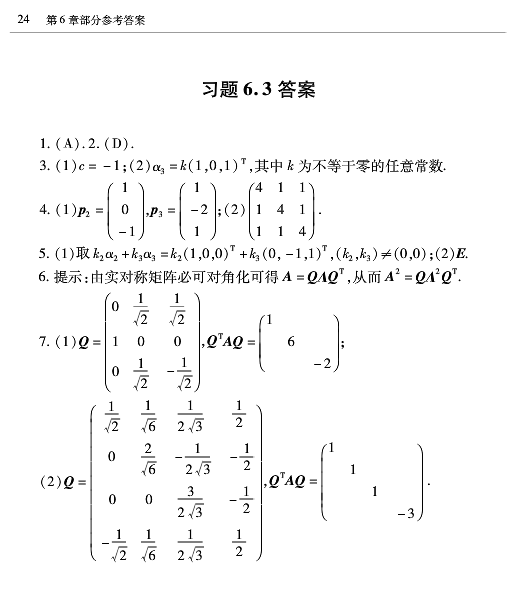 24 第6章部分参考答案
习题 6.3 答案
1. (A). 2. (D).
3. (1) c = −1; (2) α₃ = k(1,0,1)ᵀ, 其中 k 为不等于零的任意常数.
4. (1) p₂ = (1; 0; −1), p₃ = (1; −2; 1); (2) (4 1 1; 1 4 1; 1 1 4).
5. (1) 取 k₂α₂ + k₃α₃ = k₂(1,0,0)ᵀ + k₃(0,−1,1)ᵀ, (k₂,k₃) ≠ (0,0); (2) E.
6. 提示: 由实对称矩阵必可对角化可得 A = QΛQᵀ, 从而 A² = QΛ²Qᵀ.
7. (1) Q = (0 1/√2 1/√2; 1 0 0; 0 1/√2 −1/√2), QᵀAQ = (1; 6; −2);
(2) Q = (1/√2 1/√6 1/2√3 1/2; 0 2/√6 −1/2√3 −1/2; 0 0 3/2√3 −1/2; −1/√2 1/√6 1/2√3 1/2), QᵀAQ = (1; 1; 1; −3).